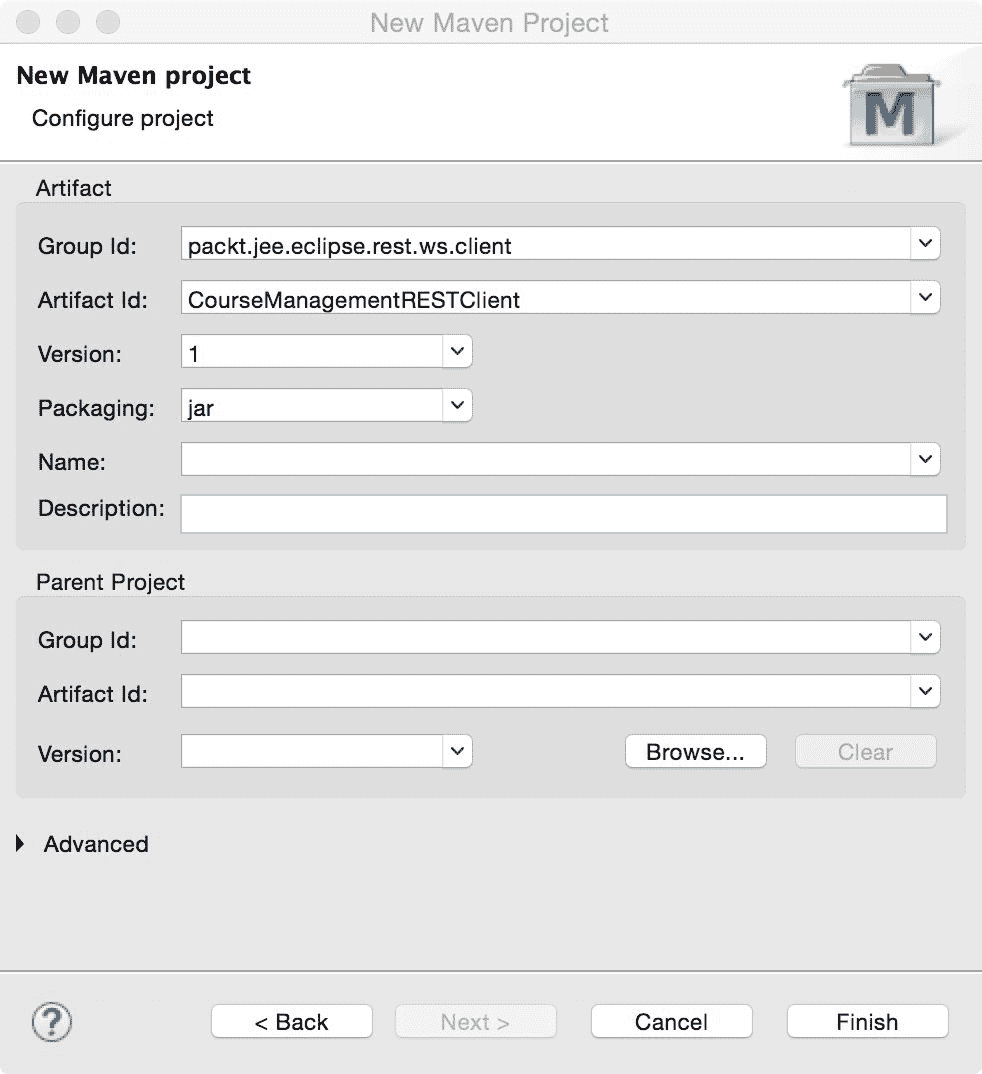 New Maven Project
New Maven project
Configure project
M
Artifact
Group Id: packt.jee.eclipse.rest.ws.client
Artifact Id: CourseManagementRESTClient
Version: 1
Packaging: jar
Name:
Description:
Parent Project
Group Id:
Artifact Id:
Version: Browse... Clear
Advanced
? < Back Next > Cancel Finish